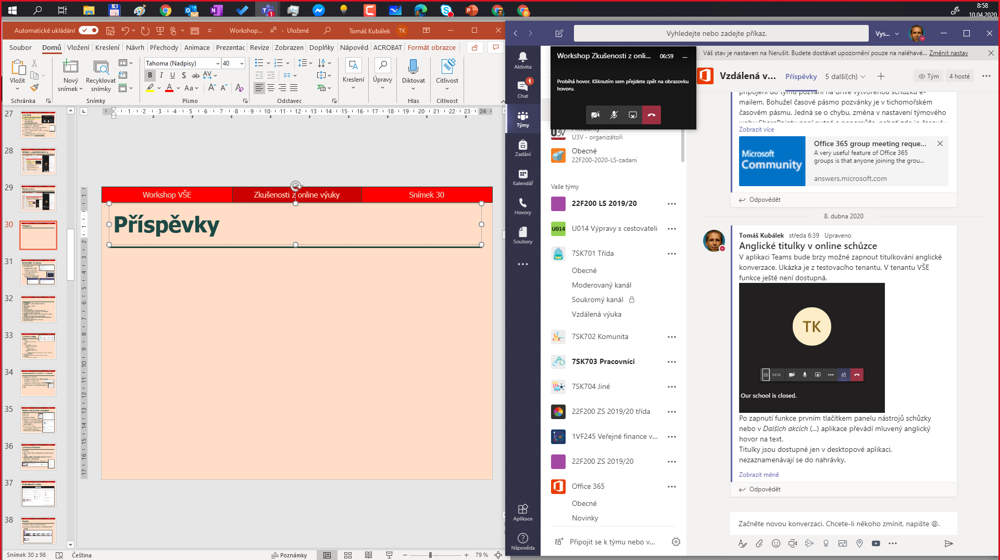 8:58
10.04.2020
Automatické ukládání
Workshop... - Uložené
Tomáš Kubálek
TK
Soubor Domů Vložení Kreslení Návrh Přechody Animace Prezentac Revize Zobrazen Doplňky Nápověd ACROBAT Formát obrazce
Tahoma (Nadpisy) 40
Vložit
Nový snímek
Recyklovat snímky
Kreslení
Úpravy
Diktovat
Citlivost
Schránka Snímky Písmo Odstavec Hlas Citlivost
27
28
29
30
31
32
33
34
35
36
37
38
Workshop VŠE
Zkušenosti z online výuky
Snímek 30
Příspěvky
Snímek 30 z 98
Čeština
Poznámky
79 %
Vyhledejte nebo zadejte příkaz.
Vys...
Váš stav je nastaven na Nerušit. Budete dostávat upozornění pouze na naléhavé... Změnit nastav
Workshop Zkušenosti z onli... 06:59
Probíhá hovor. Kliknutím sem přejdete zpět na obrazovku
hovoru.
Aktivita
Chat
1
Týmy
Zadání
Kalendář
Hovory
Soubory
Aplikace
Nápověda
U3V - organizátoři
Obecné
22F200-2020-LS-zadani
Vaše týmy
22F200 LS 2019/20
U014
U014 Výpravy s cestovateli
7SK701 Třída
Obecné
Moderovaný kanál
Soukromý kanál
Vzdálená výuka
7SK702 Komunita
7SK703 Pracovníci
7SK704 Jiné
22F200 ZS 2019/20 třída
1VF245 Veřejné finance v...
22F200 ZS 2019/20
Office 365
Obecné
Novinky
Připojit se k týmu nebo v...
Vzdálená v...
Příspěvky
5 další(ch)
Tým
4 hosté
připojení do týmu pozvání na dříve vytvořenou schůzku e-
mailem. Bohužel časové pásmo pozvánky je v tichomořském
časovém pásmu. Jedná se o chybu, změna v nastavení týmového
Zobrazit více
Microsoft
Community
Office 365 group meeting reque...
A very useful feature of Office 365
groups is that anyone joining the grou...
answers.microsoft.com
Odpovědět
8. dubna 2020
Tomáš Kubálek středa 6:39 Upraveno
Anglické titulky v online schůzce
V aplikaci Teams bude brzy možné zapnout titulkování anglické
konverzace. Ukázka je z testovacího tenantu. V tenantu VŠE
funkce ještě není dostupná.
TK
04:14
Our school is closed.
Po zapnutí funkce prvním tlačítkem panelu nástrojů schůzky
nebo v Dalších akcích (...) aplikace převádí mluvený anglický
hovor na text.
Titulky jsou dostupné jen v desktopové aplikaci,
nezaznamenávají se do nahrávky.
Zobrazit méně
Odpovědět
Začněte novou konverzaci. Chcete-li někoho zmínit, napište @.